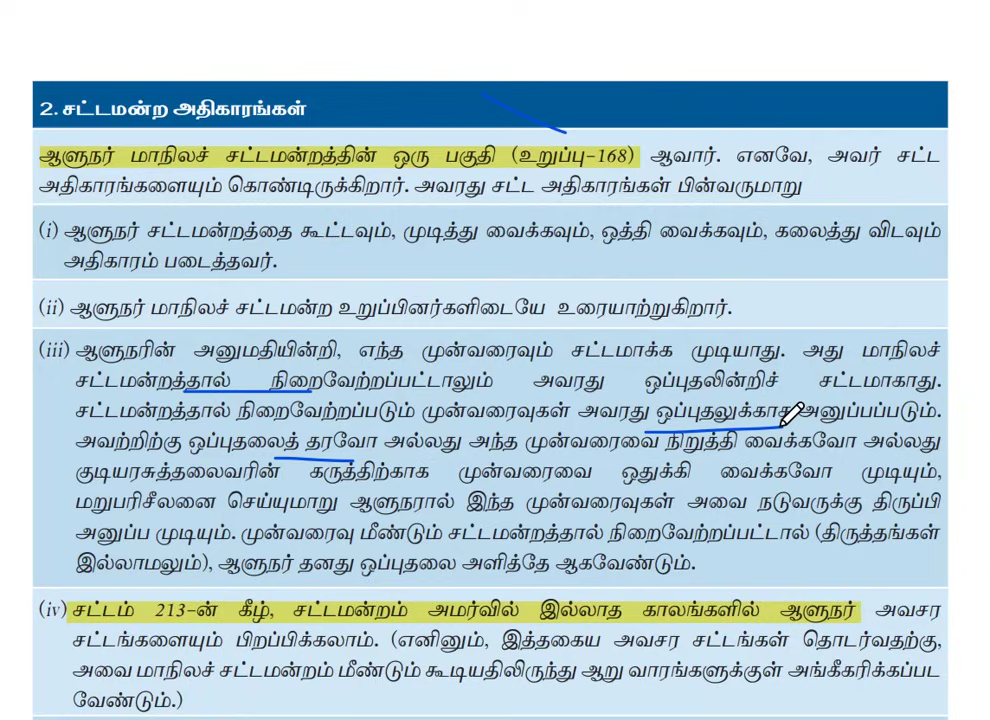 2. சட்டமன்ற அதிகாரங்கள்
ஆளுநர் மாநிலச் சட்டமன்றத்தின் ஒரு பகுதி (உறுப்பு-168) ஆவார். எனவே, அவர் சட்ட
அதிகாரங்களையும் கொண்டிருக்கிறார். அவரது சட்ட அதிகாரங்கள் பின்வருமாறு
(i) ஆளுநர் சட்டமன்றத்தை கூட்டவும், முடித்து வைக்கவும், ஒத்தி வைக்கவும், கலைத்து விடவும்
அதிகாரம் படைத்தவர்.
(ii) ஆளுநர் மாநிலச் சட்டமன்ற உறுப்பினர்களிடையே உரையாற்றுகிறார்.
(iii) ஆளுநரின் அனுமதியின்றி, எந்த முன்வரைவும் சட்டமாக்க முடியாது. அது மாநிலச்
சட்டமன்றத்தால் நிறைவேற்றப்பட்டாலும் அவரது ஒப்புதலின்றிச் சட்டமாகாது.
சட்டமன்றத்தால் நிறைவேற்றப்படும் முன்வரைவுகள் அவரது ஒப்புதலுக்காக அனுப்பப்படும்.
அவற்றிற்கு ஒப்புதலைத் தரவோ அல்லது அந்த முன்வரைவை நிறுத்தி வைக்கவோ அல்லது
குடியரசுத்தலைவரின் கருத்திற்காக முன்வரைவை ஒதுக்கி வைக்கவோ முடியும்,
மறுபரிசீலனை செய்யுமாறு ஆளுநரால் இந்த முன்வரைவுகள் அவை நடுவருக்கு திருப்பி
அனுப்ப முடியும். முன்வரைவு மீண்டும் சட்டமன்றத்தால் நிறைவேற்றப்பட்டால் (திருத்தங்கள்
இல்லாமலும்), ஆளுநர் தனது ஒப்புதலை அளித்தே ஆகவேண்டும்.
(iv) சட்டம் 213-ன் கீழ், சட்டமன்றம் அமர்வில் இல்லாத காலங்களில் ஆளுநர் அவசர
சட்டங்களையும் பிறப்பிக்கலாம். (எனினும், இத்தகைய அவசர சட்டங்கள் தொடர்வதற்கு,
அவை மாநிலச் சட்டமன்றம் மீண்டும் கூடியதிலிருந்து ஆறு வாரங்களுக்குள் அங்கீகரிக்கப்பட
வேண்டும்.)